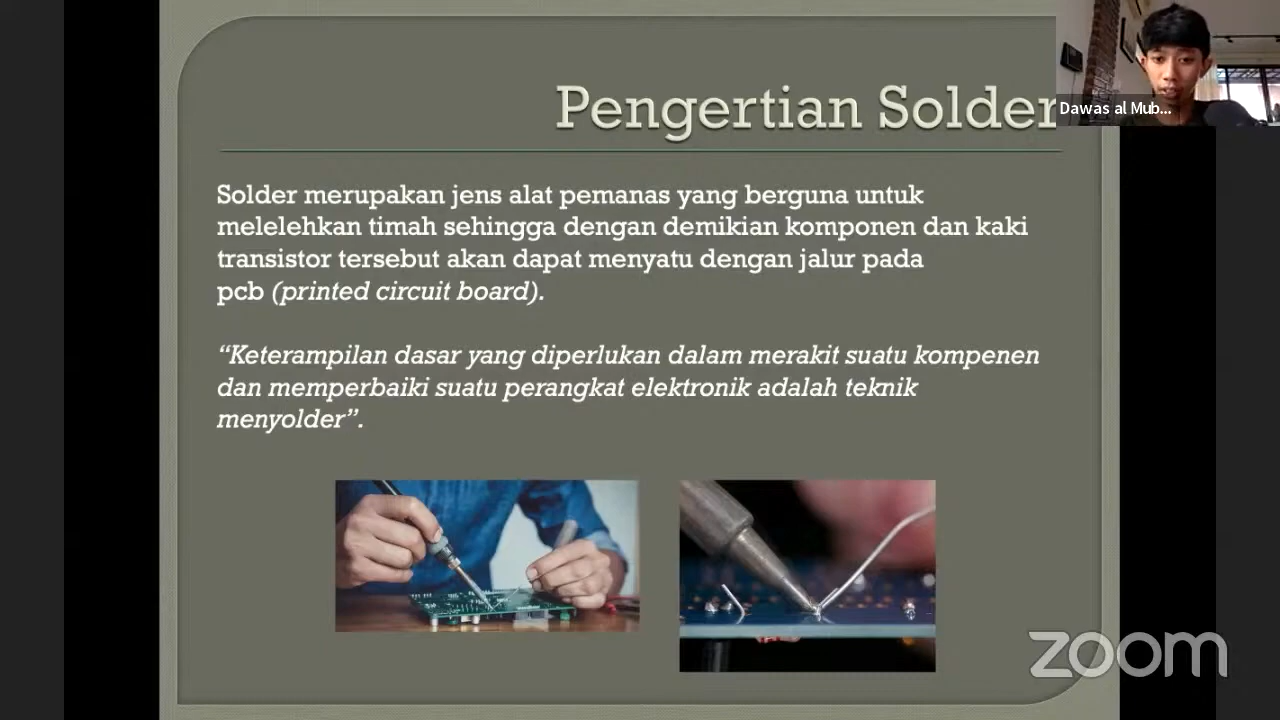 Pengertian Solder
Dawas al Mub...
Solder merupakan jens alat pemanas yang berguna untuk
melelehkan timah sehingga dengan demikian komponen dan kaki
transistor tersebut akan dapat menyatu dengan jalur pada
pcb (printed circuit board).
“Keterampilan dasar yang diperlukan dalam merakit suatu kompenen
dan memperbaiki suatu perangkat elektronik adalah teknik
menyolder”.
zoom